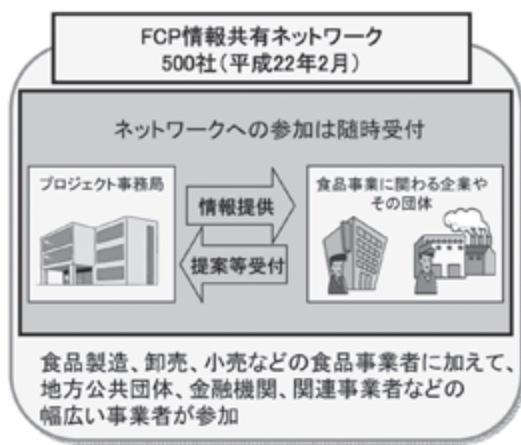 FCP情報共有ネットワーク
500社(平成22年2月)
ネットワークへの参加は随時受付
プロジェクト事務局
情報提供
提案等受付
食品事業に関わる企業や
その団体
食品製造、卸売、小売などの食品事業者に加えて、
地方公共団体、金融機関、関連事業者などの
幅広い事業者が参加